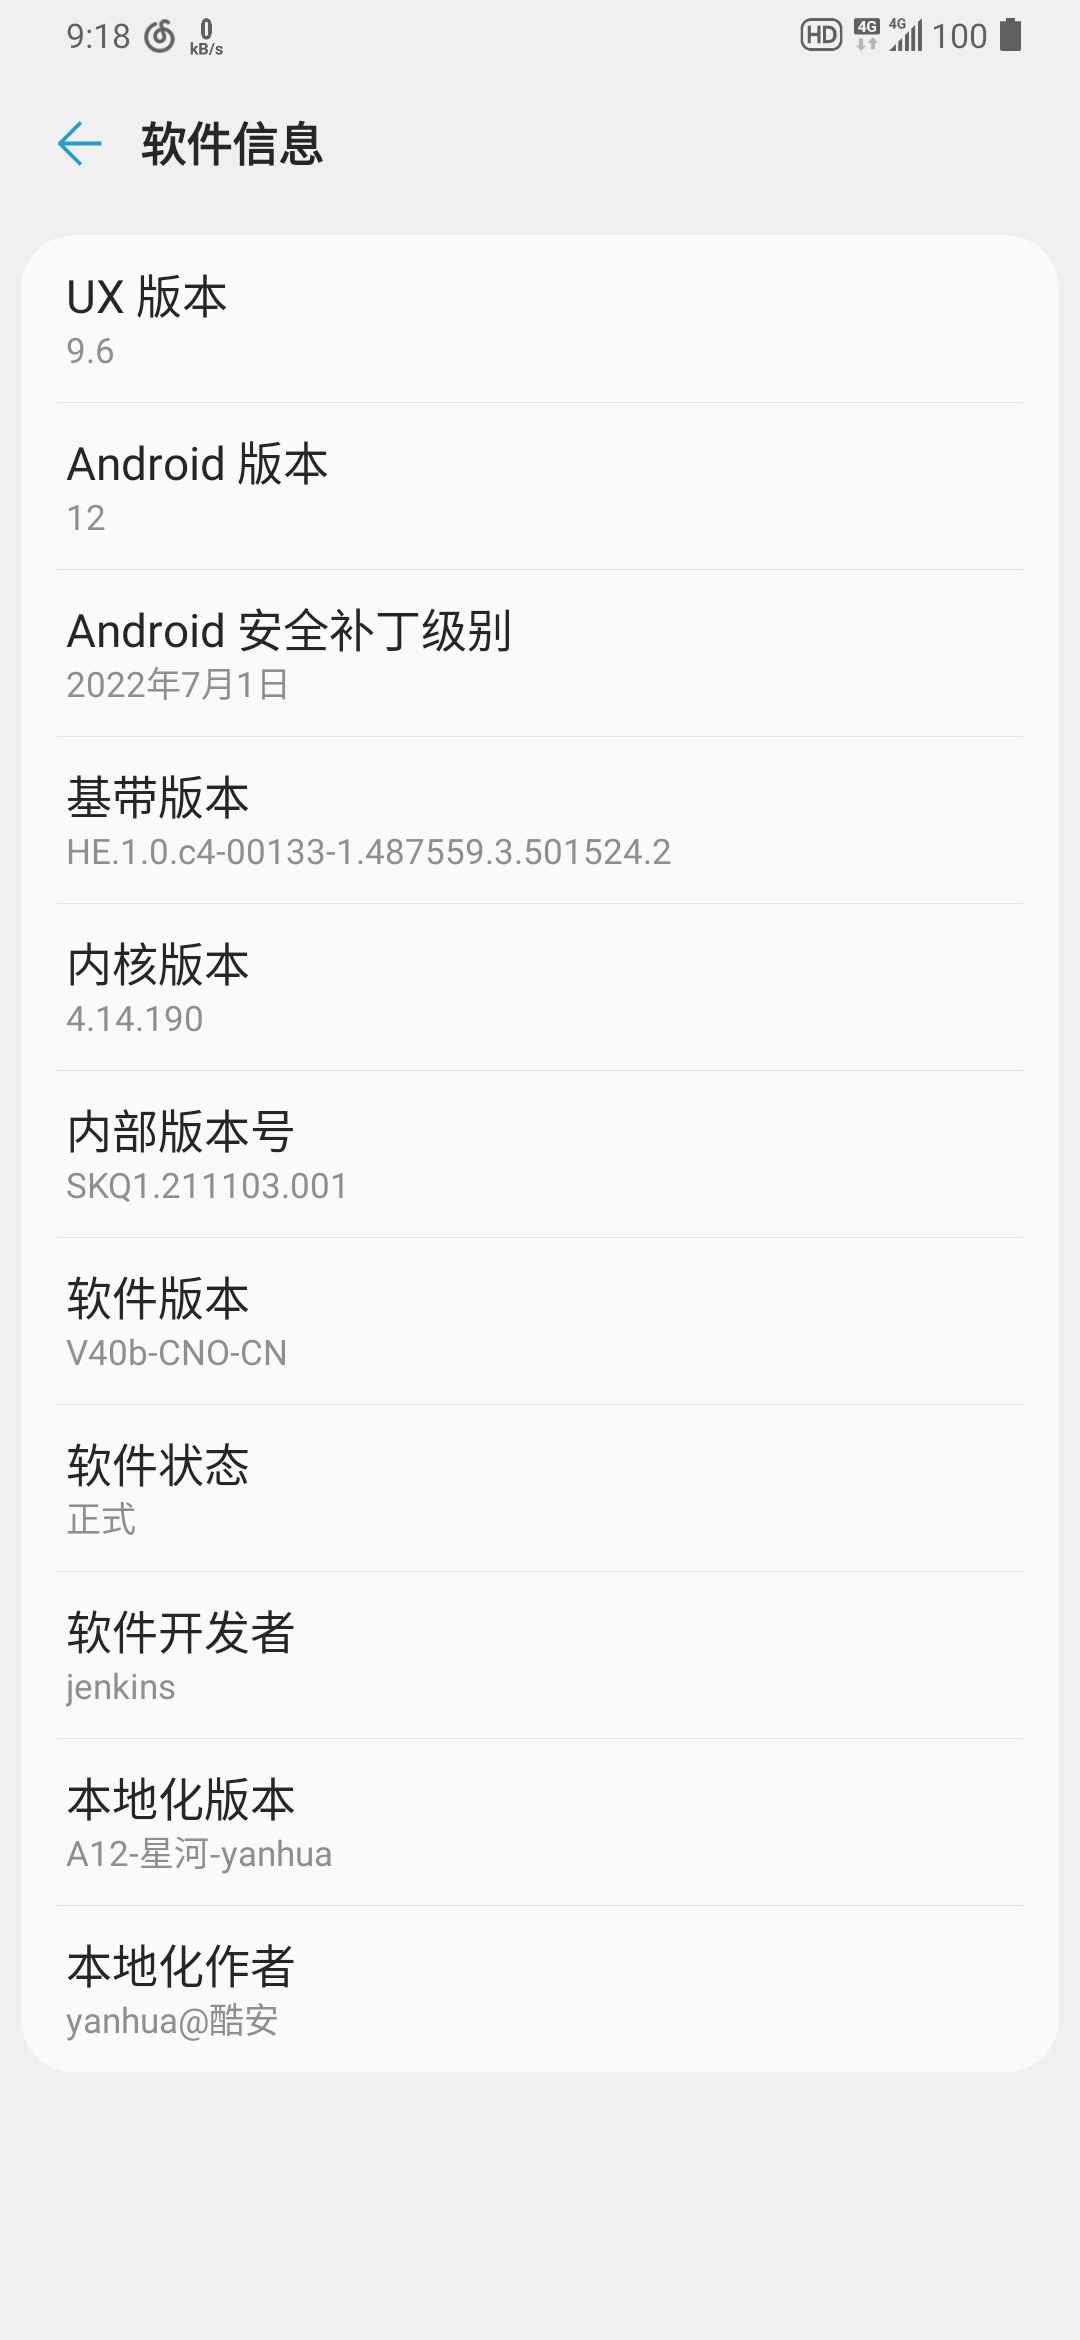 9:18 0 kB/s HD 4G 4G 100
软件信息
UX 版本
9.6
Android 版本
12
Android 安全补丁级别
2022年7月1日
基带版本
HE.1.0.c4-00133-1.487559.3.501524.2
内核版本
4.14.190
内部版本号
SKQ1.211103.001
软件版本
V40b-CNO-CN
软件状态
正式
软件开发者
jenkins
本地化版本
A12-星河-yanhua
本地化作者
yanhua@酷安